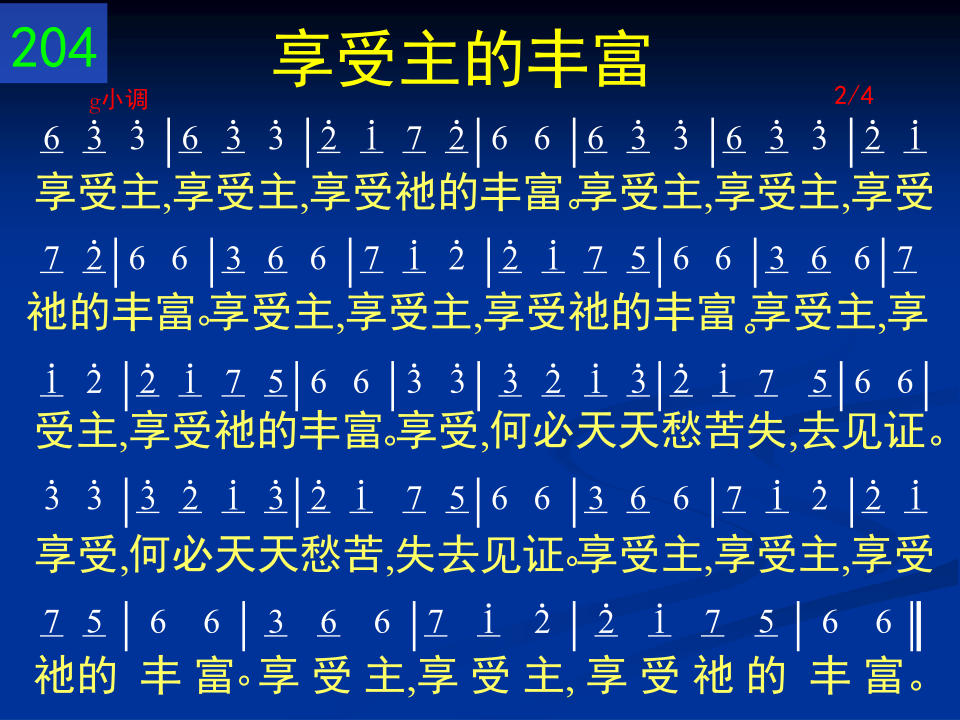 204
享受主的丰富
g小调
2/4
6 3̇ 3̇ | 6 3̇ 3̇ | 2̇ 1̇ 7 2̇ | 6 6 | 6 3̇ 3̇ | 6 3̇ 3̇ | 2̇ 1̇
享受主,享受主,享受祂的丰富。享受主,享受主,享受
7 2̇ | 6 6 | 3 6 6 | 7 1̇ 2̇ | 2̇ 1̇ 7 5 | 6 6 | 3 6 6 | 7
祂的丰富。享受主,享受主,享受祂的丰富。享受主,享
1̇ 2̇ | 2̇ 1̇ 7 5 | 6 6 | 3̇ 3̇ | 3̇ 2̇ 1̇ 3̇ | 2̇ 1̇ 7 5 | 6 6 |
受主,享受祂的丰富。享受,何必天天愁苦失,去见证。
3̇ 3̇ | 3̇ 2̇ 1̇ 3̇ | 2̇ 1̇ 7 5 | 6 6 | 3 6 6 | 7 1̇ 2̇ | 2̇ 1̇
享受,何必天天愁苦,失去见证。享受主,享受主,享受
7 5 | 6 6 | 3 6 6 | 7 1̇ 2̇ | 2̇ 1̇ 7 5 | 6 6 ‖
祂的 丰 富。享 受 主,享 受 主, 享 受 祂 的 丰 富。